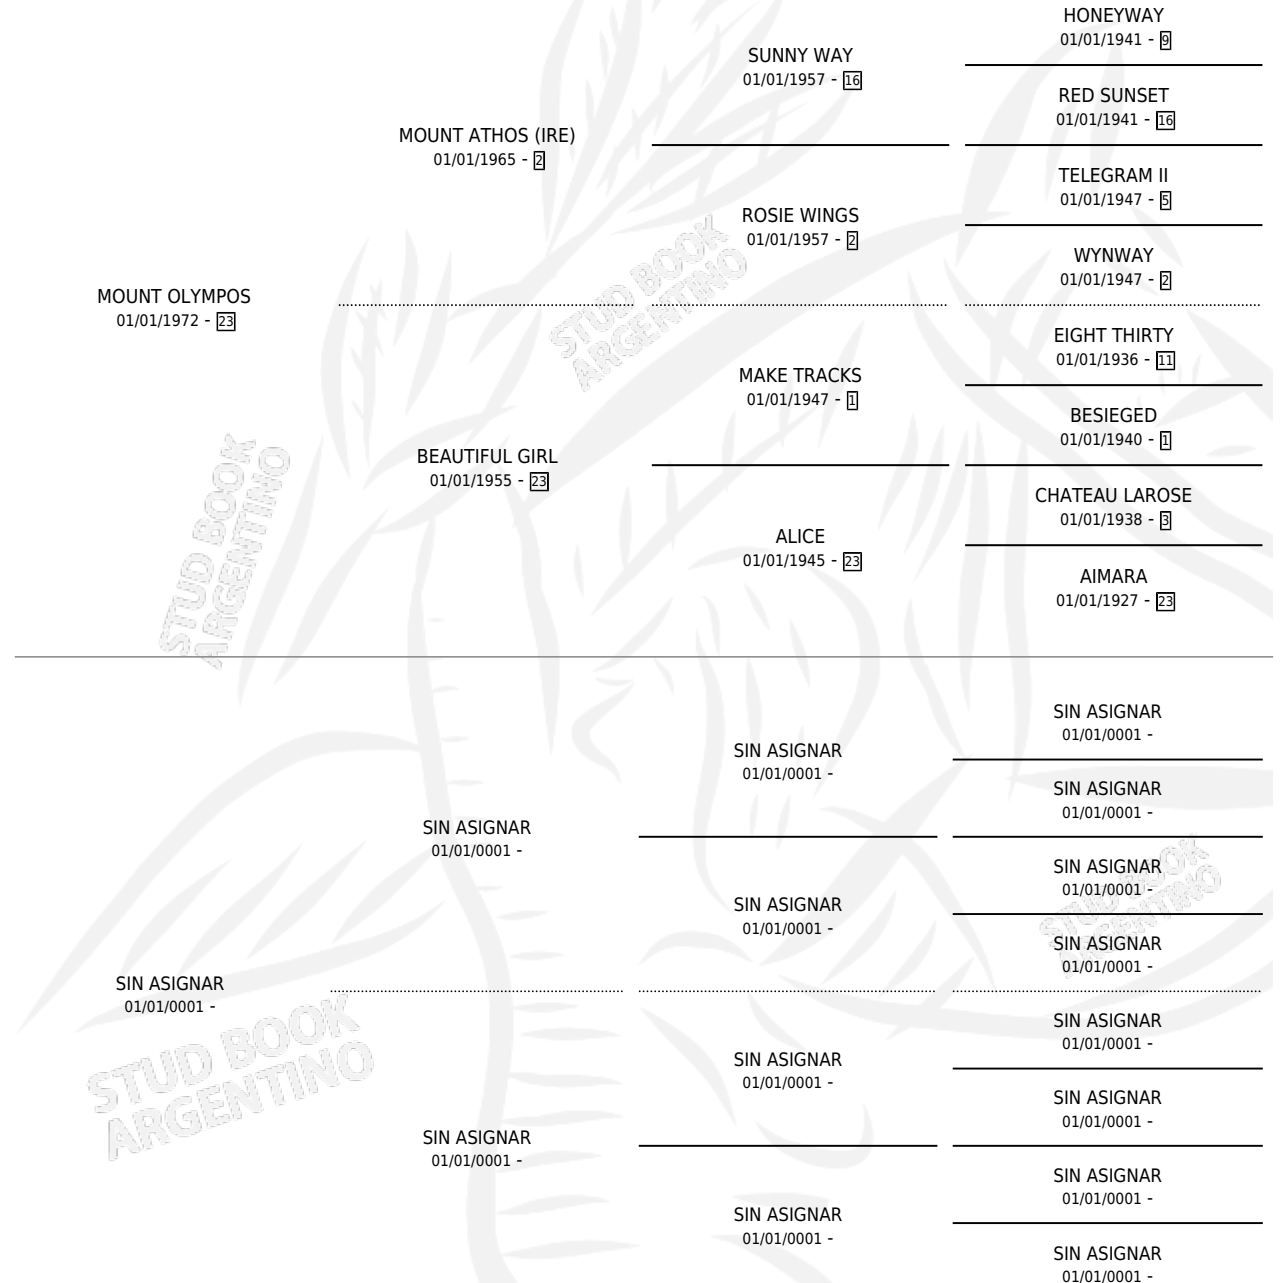 HONEYWAY
01/01/1941 - 9
SUNNY WAY
01/01/1957 - 16
RED SUNSET
01/01/1941 - 16
MOUNT ATHOS (IRE)
01/01/1965 - 2
TELEGRAM II
01/01/1947 - 5
ROSIE WINGS
01/01/1957 - 2
WYNWAY
01/01/1947 - 2
MOUNT OLYMPOS
01/01/1972 - 23
STUD BOOK
ARGENTINO
EIGHT THIRTY
01/01/1936 - 11
MAKE TRACKS
01/01/1947 - 1
BESIEGED
01/01/1940 - 1
BEAUTIFUL GIRL
01/01/1955 - 23
CHATEAU LAROSE
01/01/1938 - 3
ALICE
01/01/1945 - 23
AIMARA
01/01/1927 - 23
STUD BOOK
ARGENTINO
SIN ASIGNAR
01/01/0001 -
SIN ASIGNAR
01/01/0001 -
SIN ASIGNAR
01/01/0001 -
SIN ASIGNAR
01/01/0001 -
SIN ASIGNAR
01/01/0001 -
SIN ASIGNAR
01/01/0001 -
SIN ASIGNAR
01/01/0001 -
STUD BOOK
ARGENTINO
SIN ASIGNAR
01/01/0001 -
SIN ASIGNAR
01/01/0001 -
SIN ASIGNAR
01/01/0001 -
SIN ASIGNAR
01/01/0001 -
SIN ASIGNAR
01/01/0001 -
SIN ASIGNAR
01/01/0001 -
SIN ASIGNAR
01/01/0001 -
SIN ASIGNAR
01/01/0001 -
STUD BOOK
ARGENTINO